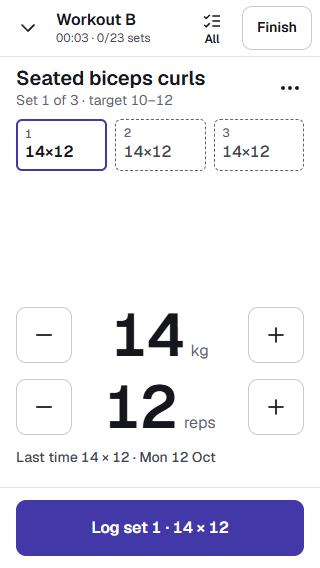 Workout B
00:03 · 0/23 sets
All
Finish
Seated biceps curls
Set 1 of 3 · target 10–12
1
14×12
2
14×12
3
14×12
14 kg
12 reps
Last time 14 × 12 · Mon 12 Oct
Log set 1 · 14 × 12